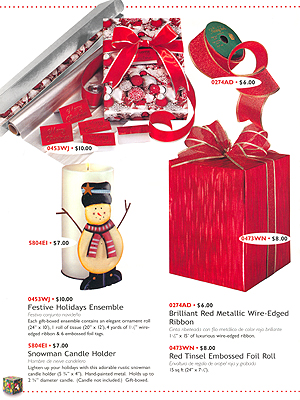 0274AD • $6.00
0453WJ • $10.00
5804EI • $7.00
0473WN • $8.00
0453WJ • $10.00
Festive Holidays Ensemble
Festivo conjunto navideño
Each gift-boxed ensemble contains an elegant ornament roll
(24" x 10'), 1 roll of tissue (20" x 12'), 4 yards of 1½" wire-
edged ribbon & 6 embossed foil tags.
5804EI • $7.00
Snowman Candle Holder
Hombre de nieve candelero
Lighten up your holidays with this adorable rustic snowman
candle holder (5 ¾" x 4"). Hand-painted metal. Holds up to
2 ¾" diameter candle. (Candle not included.) Gift-boxed.
0274AD • $6.00
Brilliant Red Metallic Wire-Edged
Ribbon
Cinta ribeteada con fila metálica de color rojo brillante
1½" x 15' of luxurious wire-edged ribbon.
0473WN • $8.00
Red Tinsel Embossed Foil Roll
Envoltura de regalo de oropel rojo y grabado
15 sq.ft (24" x 7½').